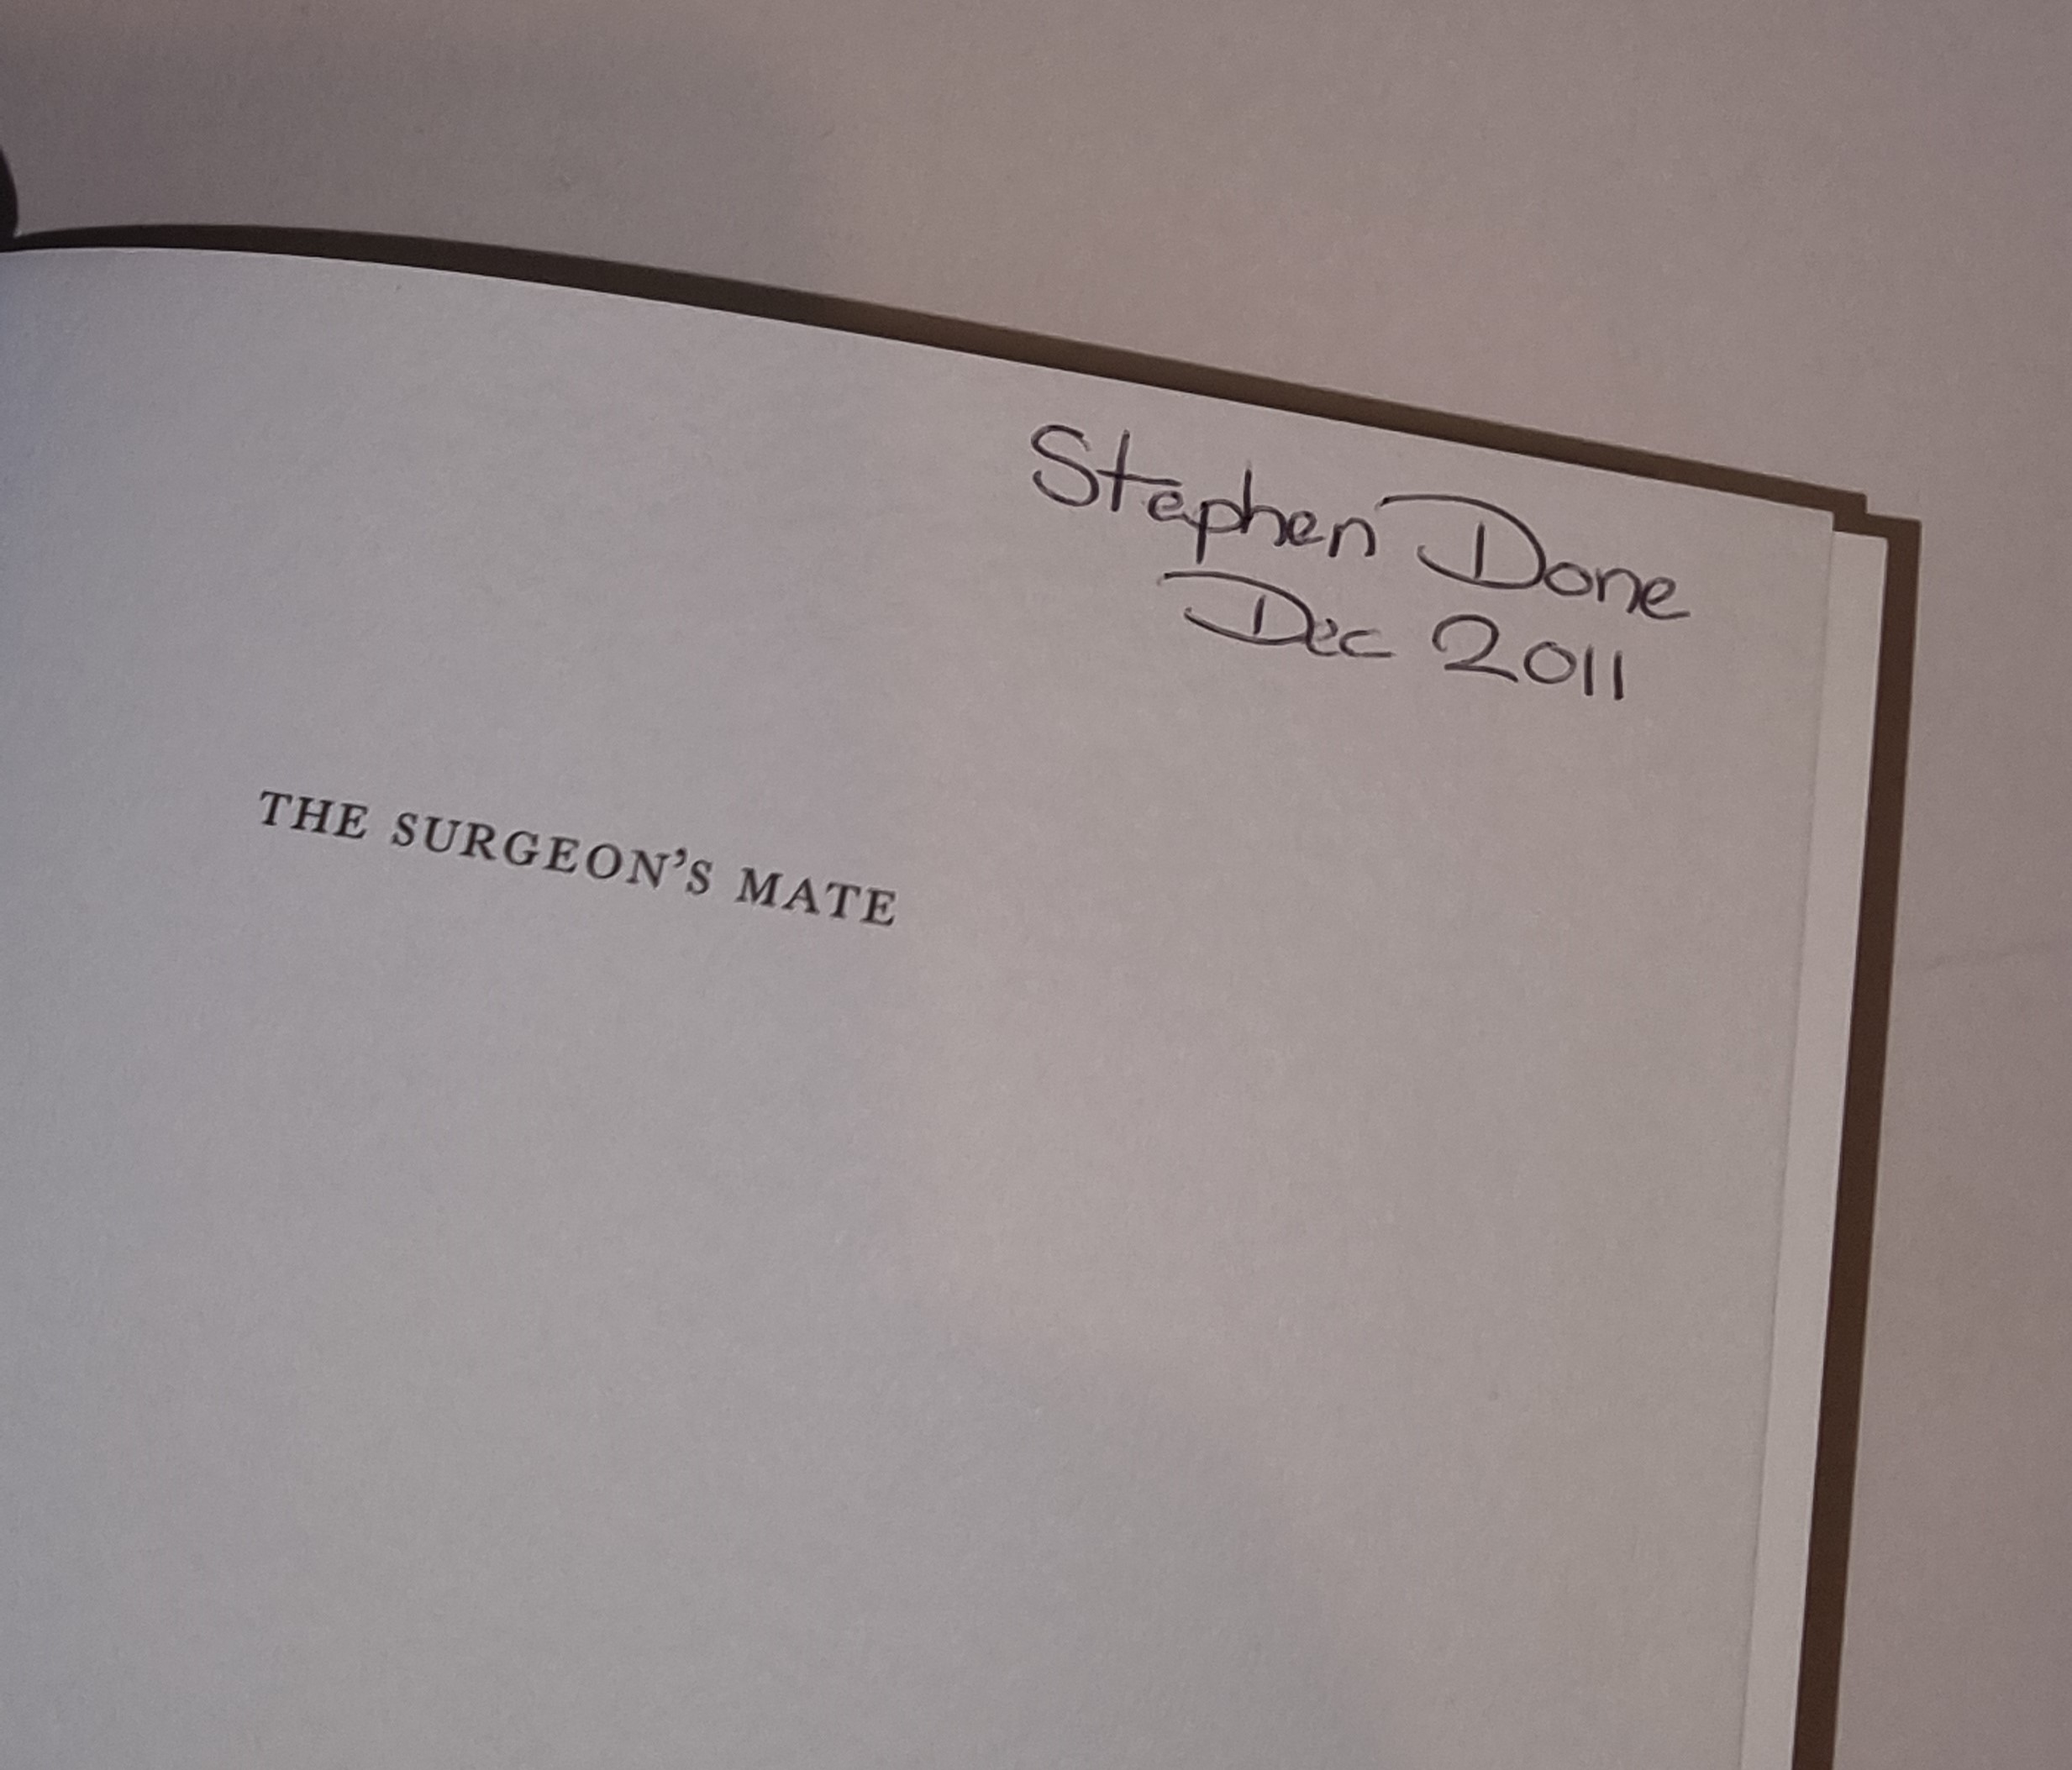 Stephen Done
Dec 2011
THE SURGEON'S MATE